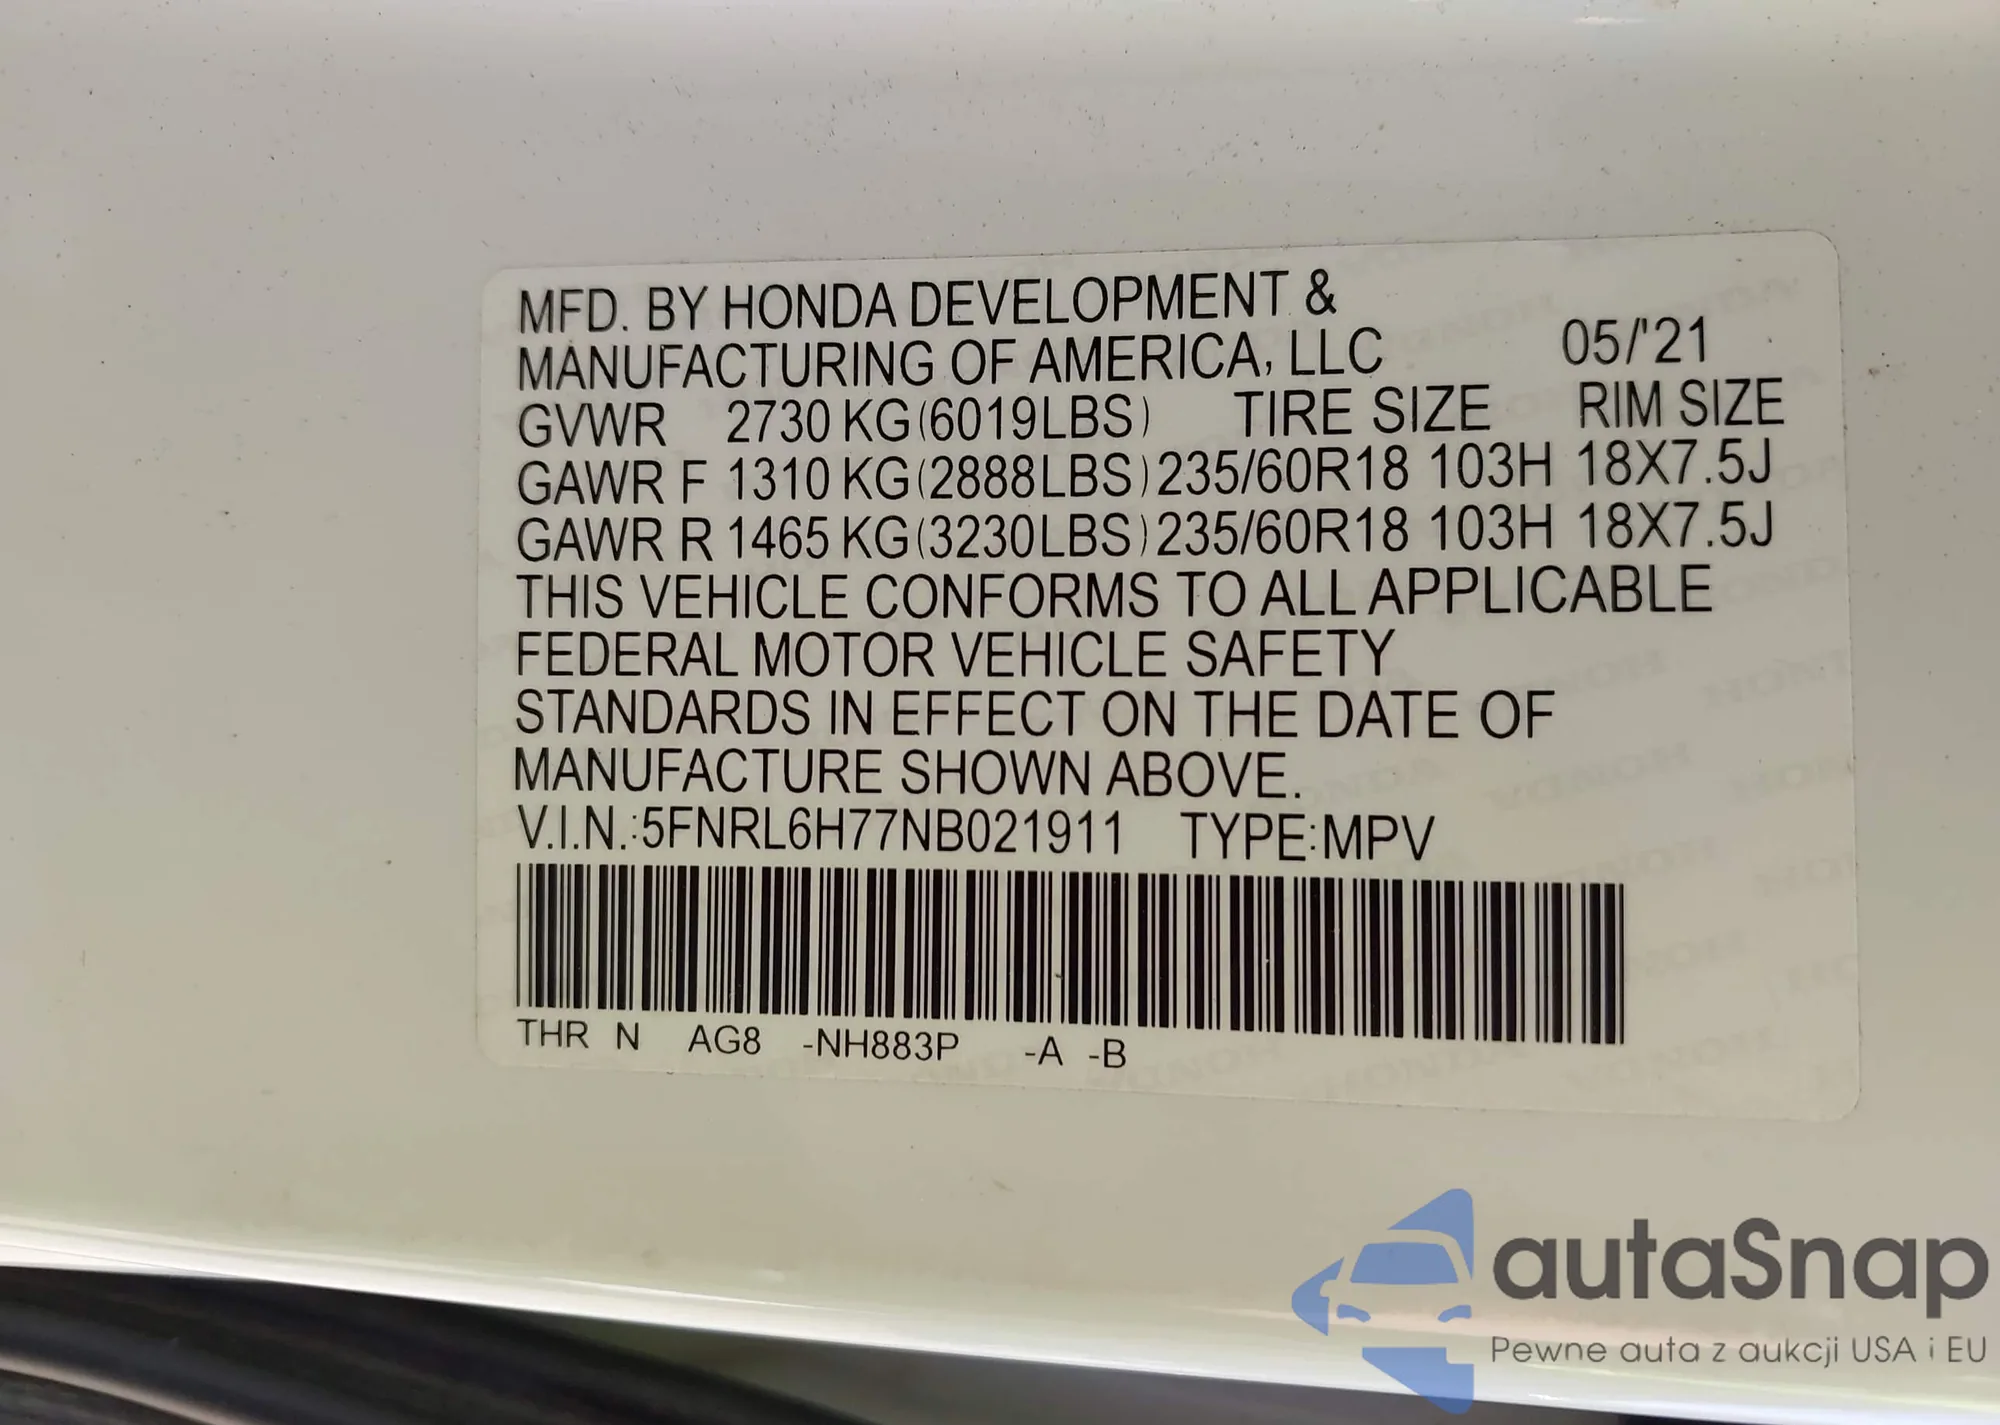 MFD. BY HONDA DEVELOPMENT &
MANUFACTURING OF AMERICA, LLC 05/'21
GVWR 2730 KG(6019LBS) TIRE SIZE RIM SIZE
GAWR F 1310 KG(2888LBS) 235/60R18 103H 18X7.5J
GAWR R 1465 KG(3230LBS) 235/60R18 103H 18X7.5J
THIS VEHICLE CONFORMS TO ALL APPLICABLE
FEDERAL MOTOR VEHICLE SAFETY
STANDARDS IN EFFECT ON THE DATE OF
MANUFACTURE SHOWN ABOVE.
V.I.N.:5FNRL6H77NB021911 TYPE:MPV
THR N AG8 -NH883P -A -B
autaSnap
Pewne auta z aukcji USA i EU